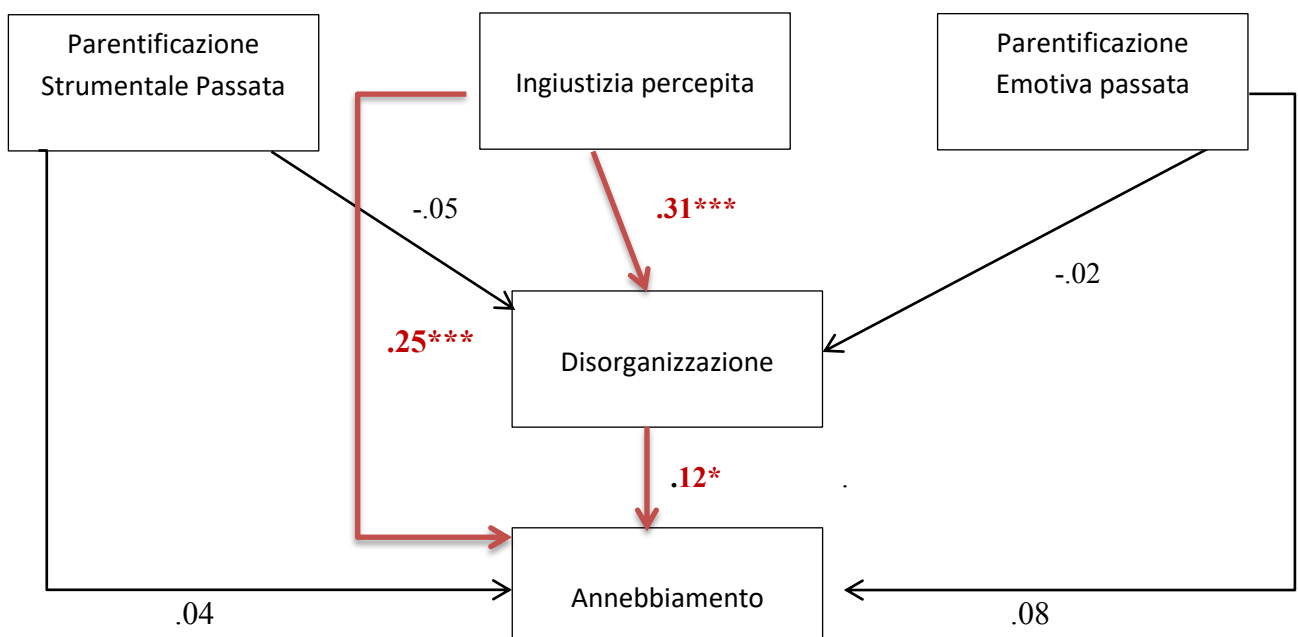 Parentificazione
Strumentale Passata
Ingiustizia percepita
Parentificazione
Emotiva passata
-.05
.31***
-.02
.25***
Disorganizzazione
.12*
.
Annebbiamento
.04
.08